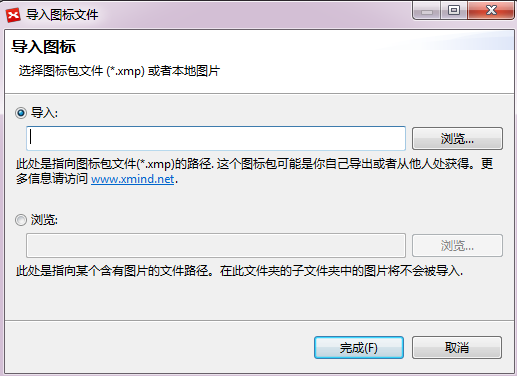 导入图标文件
导入图标
选择图标包文件 (*.xmp) 或者本地图片
导入:
浏览...
此处是指向图标包文件(*.xmp)的路径. 这个图标包可能是你自己导出或者从他人处获得。更
多信息请访问 www.xmind.net.
浏览:
浏览...
此处是指向某个含有图片的文件路径。在此文件夹的子文件夹中的图片将不会被导入.
完成(F)
取消